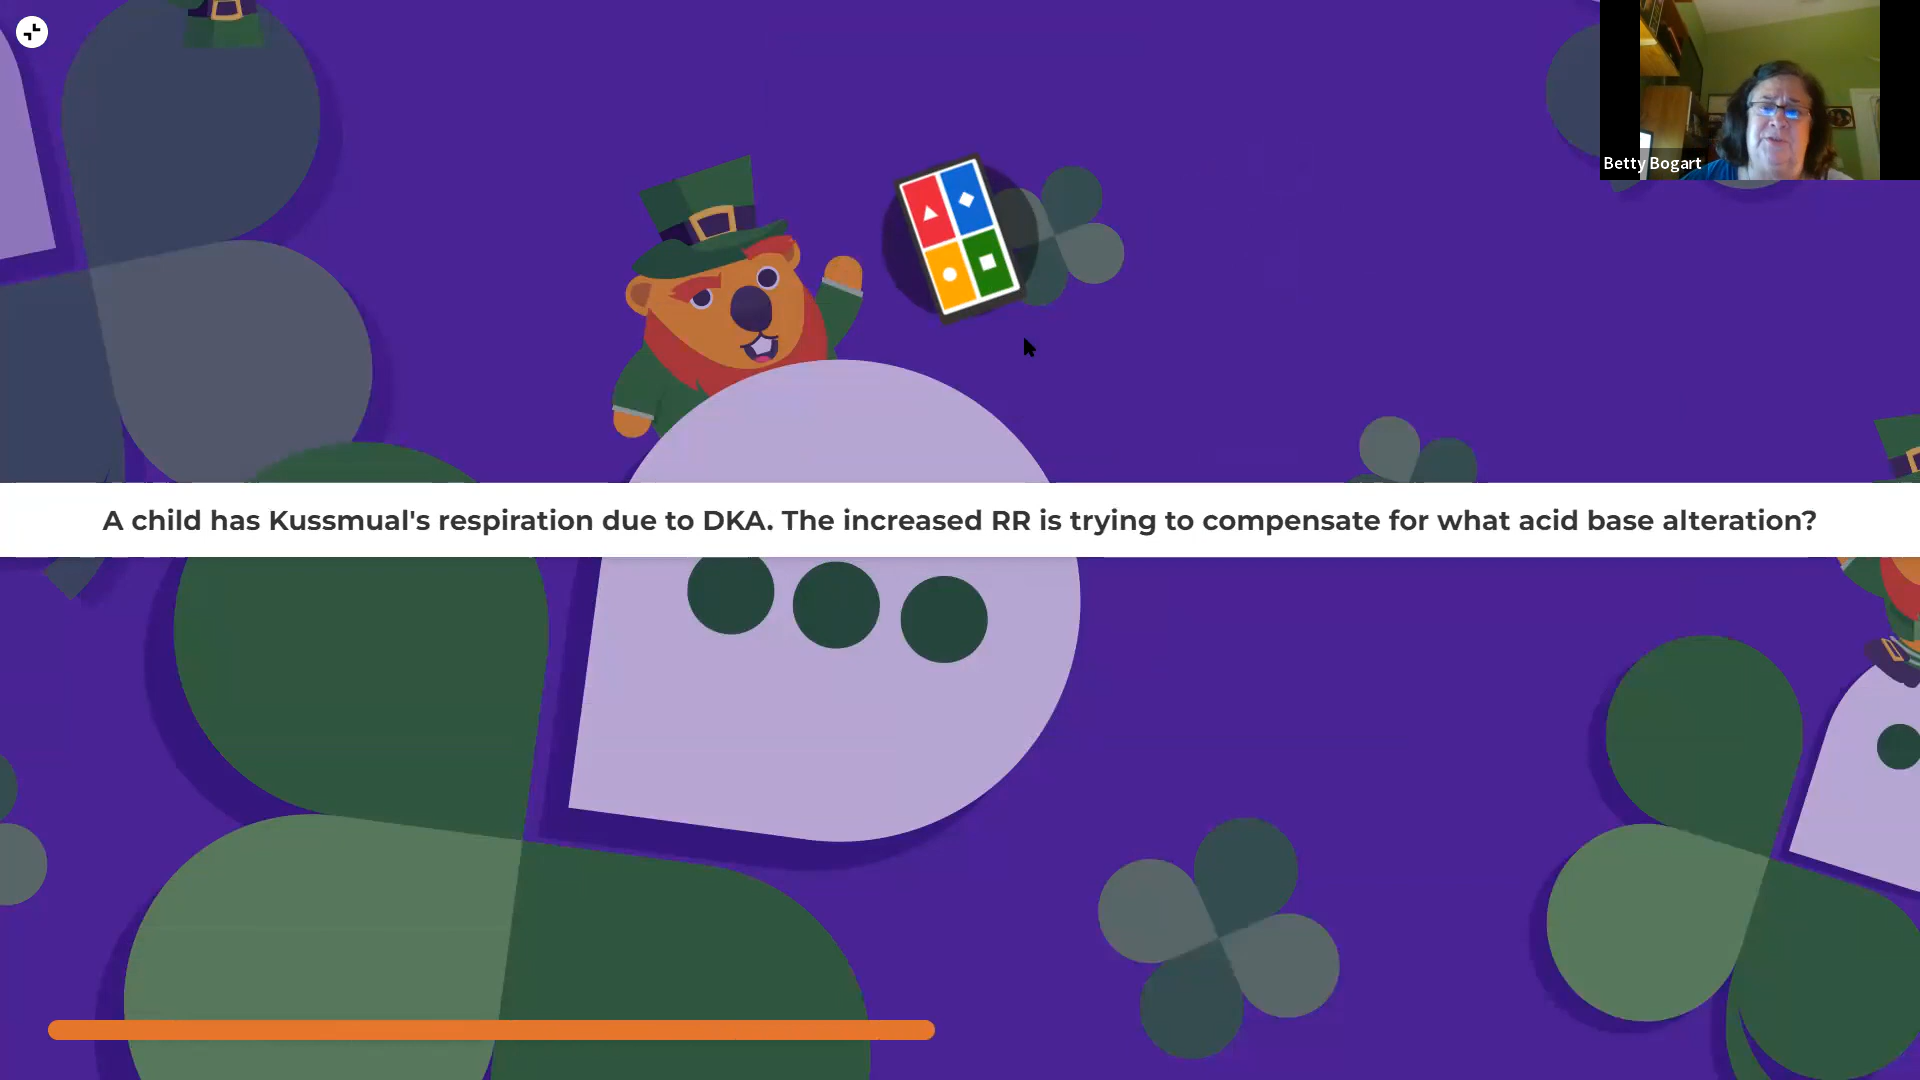 Betty Bogart
A child has Kussmual's respiration due to DKA. The increased RR is trying to compensate for what acid base alteration?